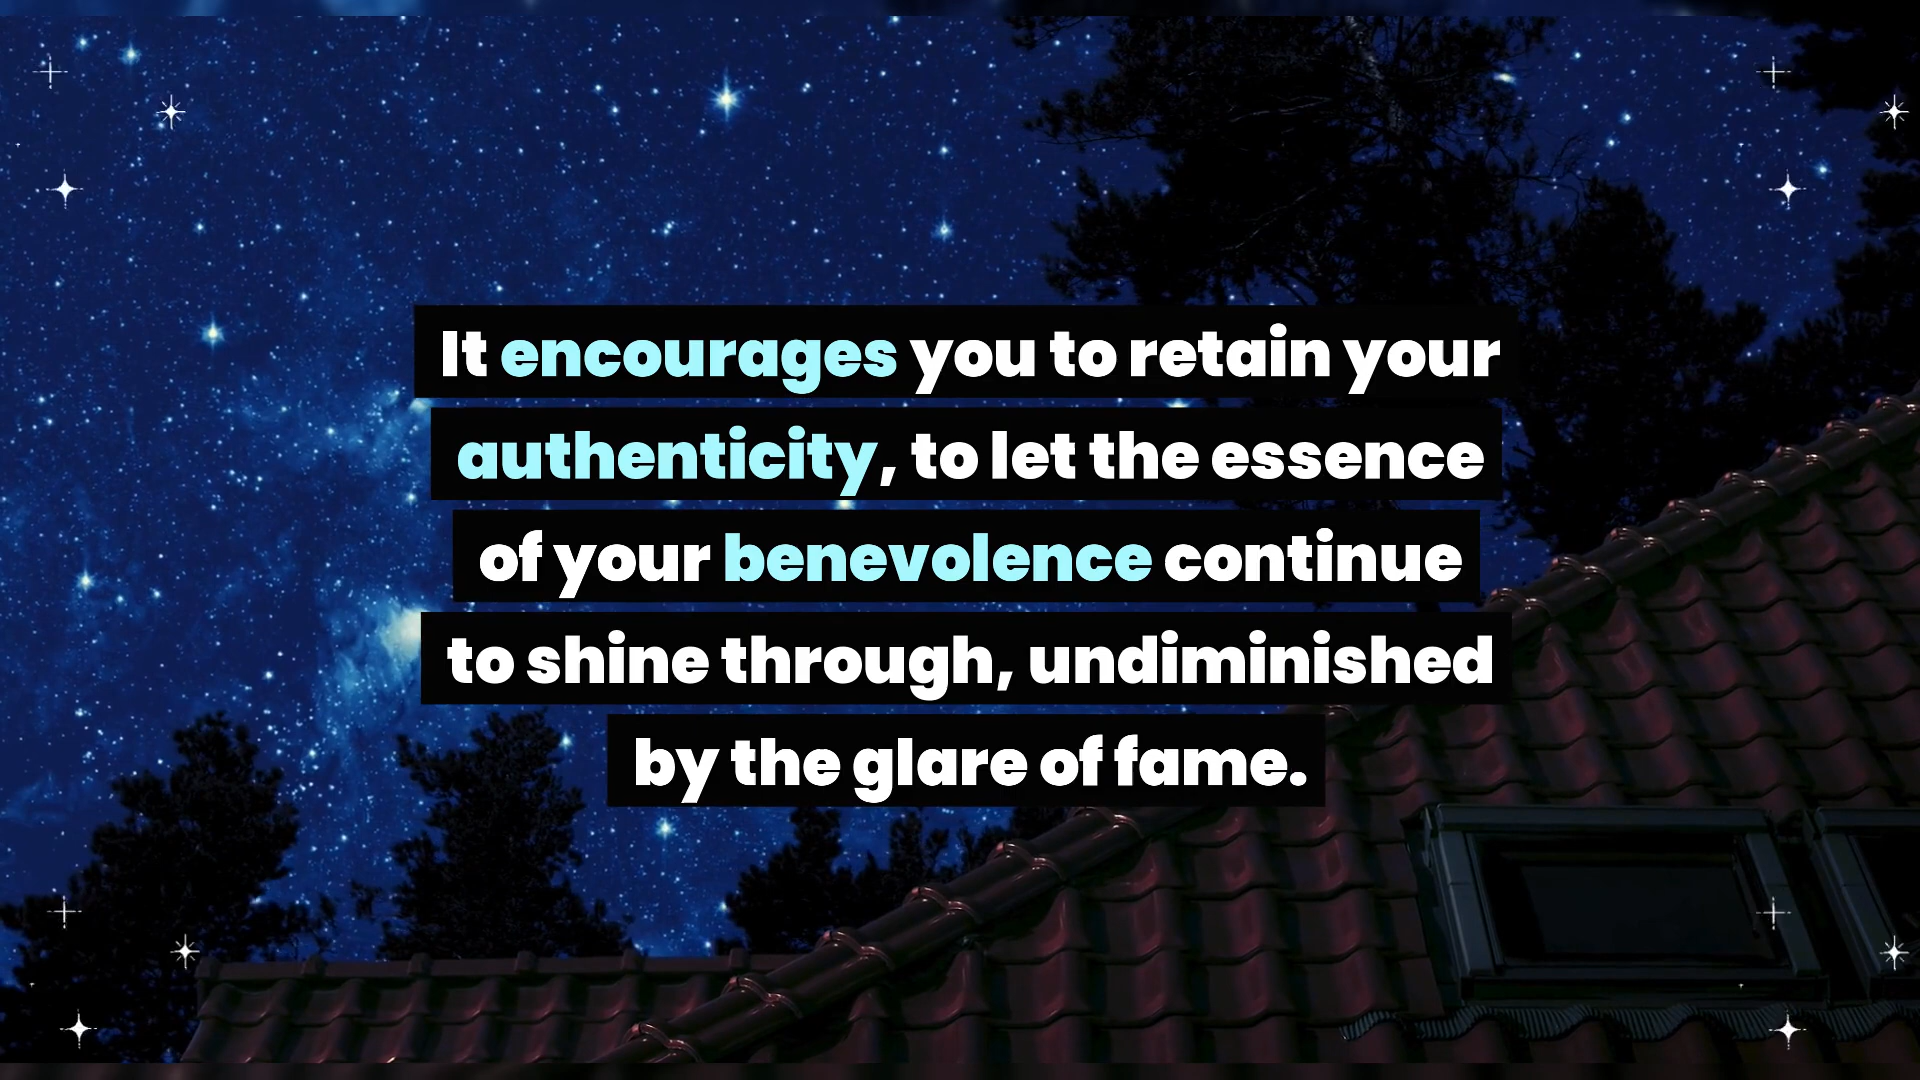 It encourages you to retain your
authenticity, to let the essence
of your benevolence continue
to shine through, undiminished
by the glare of fame.